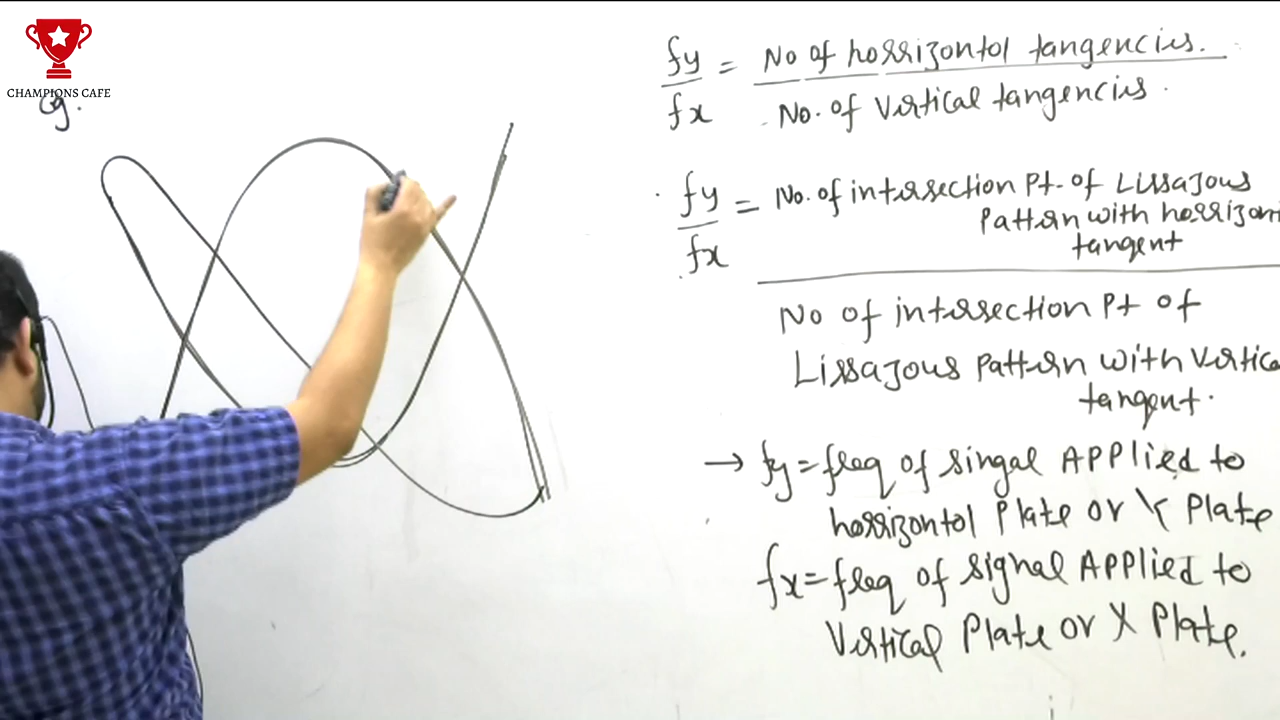 CHAMPIONS CAFE
eg.
fy/fx = No of horrizontol tangencies.
No. of Vertical tangencies.
fy/fx = No. of intersection Pt. of Lissajous
Pattern with horrizon
tangent
No of intersection Pt of
Lissajous Pattern with Vertica
tangent.
→ fy = freq of singal APPlied to
horrizontol Plate or Y Plate
fx = freq of signal APPlied to
Vertical Plate or X Plate.